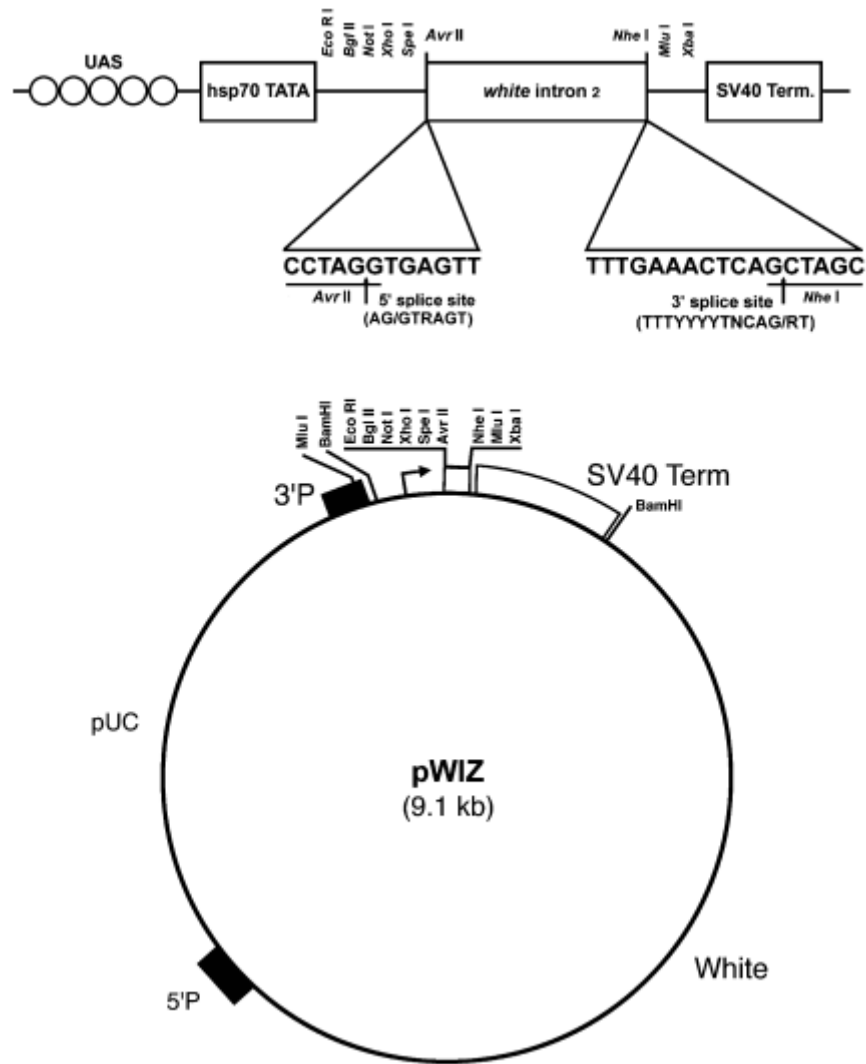 Eco R I
Bgl II
Not I
Xho I
Spe I
Avr II
Nhe I
Mlu I
Xba I
UAS
hsp70 TATA
white intron 2
SV40 Term.
CCTAGGTGAGTT
TTTGAAACTCAGCTAGC
Avr II
5' splice site
(AG/GTRAGT)
3' splice site
(TTTYYYYTNCAG/RT)
Nhe I
Mlu I
BamHI
Eco RI
Bgl II
Not I
Xho I
Spe I
Avr II
Nhe I
Mlu I
Xba I
3'P
SV40 Term
BamHI
pUC
pWIZ
(9.1 kb)
White
5'P